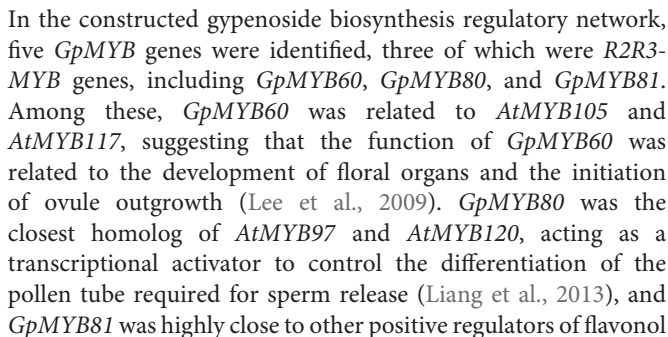 In the constructed gypenoside biosynthesis regulatory network,
five GpMYB genes were identified, three of which were R2R3-
MYB genes, including GpMYB60, GpMYB80, and GpMYB81.
Among these, GpMYB60 was related to AtMYB105 and
AtMYB117, suggesting that the function of GpMYB60 was
related to the development of floral organs and the initiation
of ovule outgrowth (Lee et al., 2009). GpMYB80 was the
closest homolog of AtMYB97 and AtMYB120, acting as a
transcriptional activator to control the differentiation of the
pollen tube required for sperm release (Liang et al., 2013), and
GpMYB81 was highly close to other positive regulators of flavonol